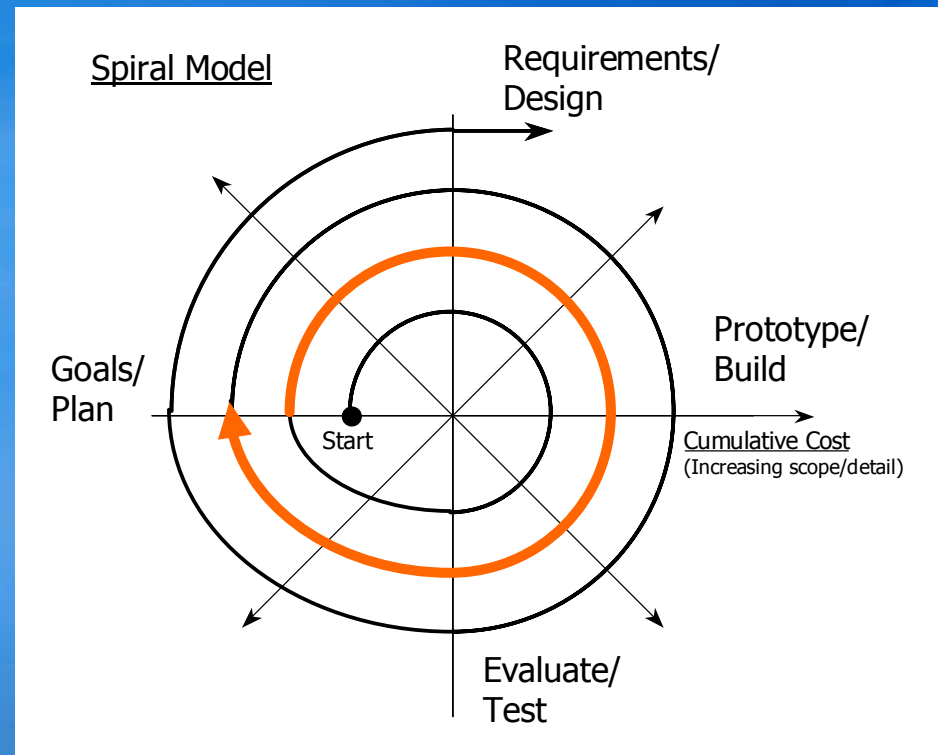 Spiral Model
Requirements/
Design
Goals/
Plan
Start
Prototype/
Build
Cumulative Cost
(Increasing scope/detail)
Evaluate/
Test